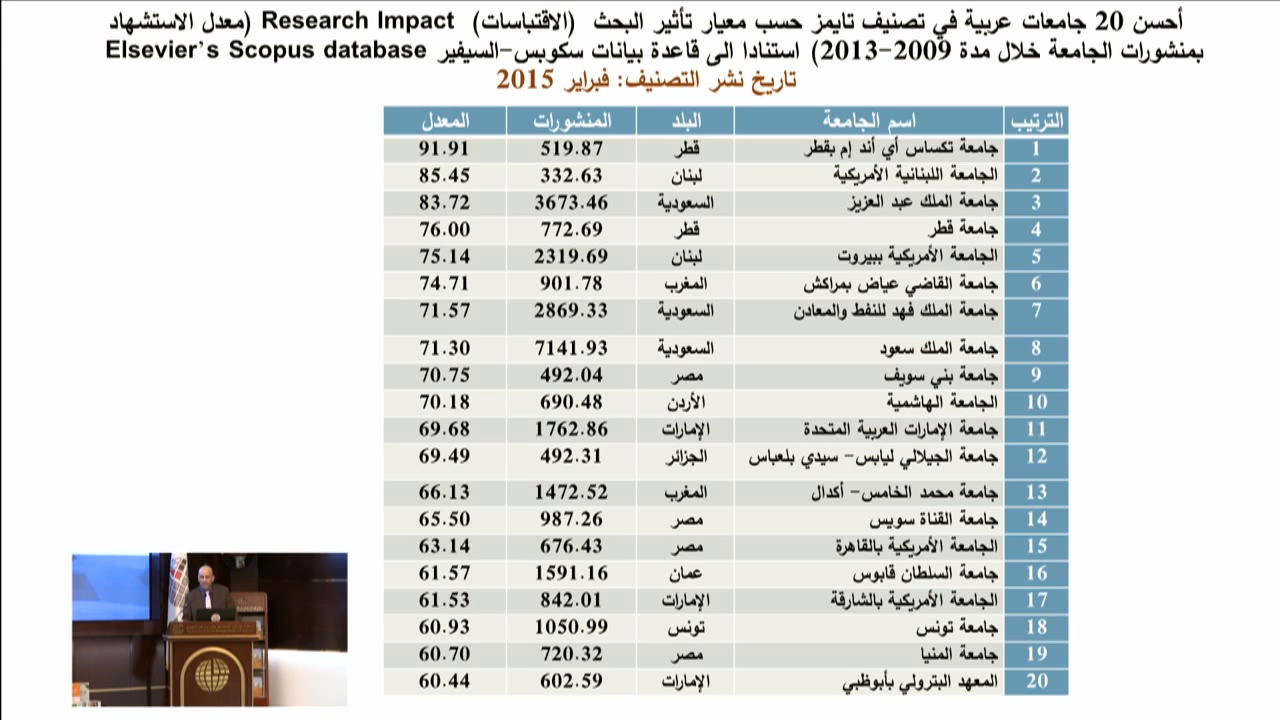 أحسن 20 جامعات عربية في تصنيف تايمز حسب معيار تأثير البحث (الاقتباسات) Research Impact (معدل الاستشهاد
بمنشورات الجامعة خلال مدة 2009-2013) استنادا الى قاعدة بيانات سكوبس-السيفير Elsevier's Scopus database
تاريخ نشر التصنيف: فبراير 2015
الترتيب اسم الجامعة البلد المنشورات المعدل
1 جامعة تكساس أي أند إم بقطر قطر 519.87 91.91
2 الجامعة اللبنانية الأمريكية لبنان 332.63 85.45
3 جامعة الملك عبد العزيز السعودية 3673.46 83.72
4 جامعة قطر قطر 772.69 76.00
5 الجامعة الأمريكية ببيروت لبنان 2319.69 75.14
6 جامعة القاضي عياض بمراكش المغرب 901.78 74.71
7 جامعة الملك فهد للنفط والمعادن السعودية 2869.33 71.57
8 جامعة الملك سعود السعودية 7141.93 71.30
9 جامعة بني سويف مصر 492.04 70.75
10 الجامعة الهاشمية الأردن 690.48 70.18
11 جامعة الإمارات العربية المتحدة الإمارات 1762.86 69.68
12 جامعة الجيلالي ليابس- سيدي بلعباس الجزائر 492.31 69.49
13 جامعة محمد الخامس- أكدال المغرب 1472.52 66.13
14 جامعة القناة سويس مصر 987.26 65.50
15 الجامعة الأمريكية بالقاهرة مصر 676.43 63.14
16 جامعة السلطان قابوس عمان 1591.16 61.57
17 الجامعة الأمريكية بالشارقة الإمارات 842.01 61.53
18 جامعة تونس تونس 1050.99 60.93
19 جامعة المنيا مصر 720.32 60.70
20 المعهد البترولي بأبوظبي الإمارات 602.59 60.44